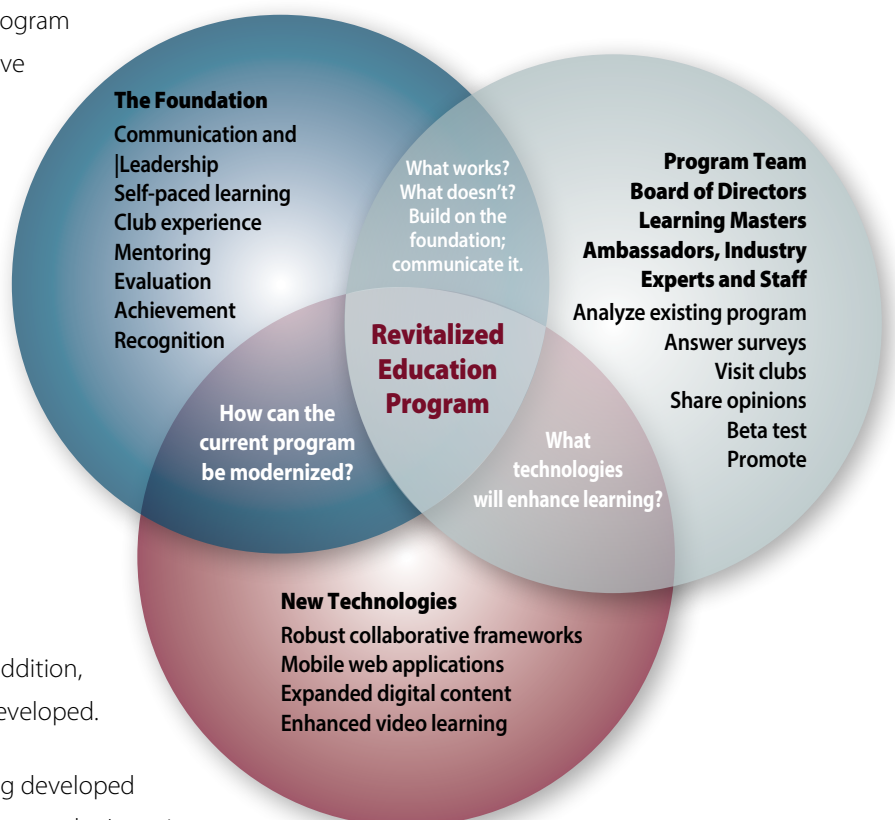 ogram
ve
The Foundation
Communication and
|Leadership
Self-paced learning
Club experience
Mentoring
Evaluation
Achievement
Recognition
What works?
What doesn't?
Build on the
foundation;
communicate it.
Program Team
Board of Directors
Learning Masters
Ambassadors, Industry
Experts and Staff
Analyze existing program
Answer surveys
Visit clubs
Share opinions
Beta test
Promote
Revitalized
Education
Program
How can the
current program
be modernized?
What
technologies
will enhance learning?
New Technologies
Robust collaborative frameworks
Mobile web applications
Expanded digital content
Enhanced video learning
ddition,
eveloped.
g developed